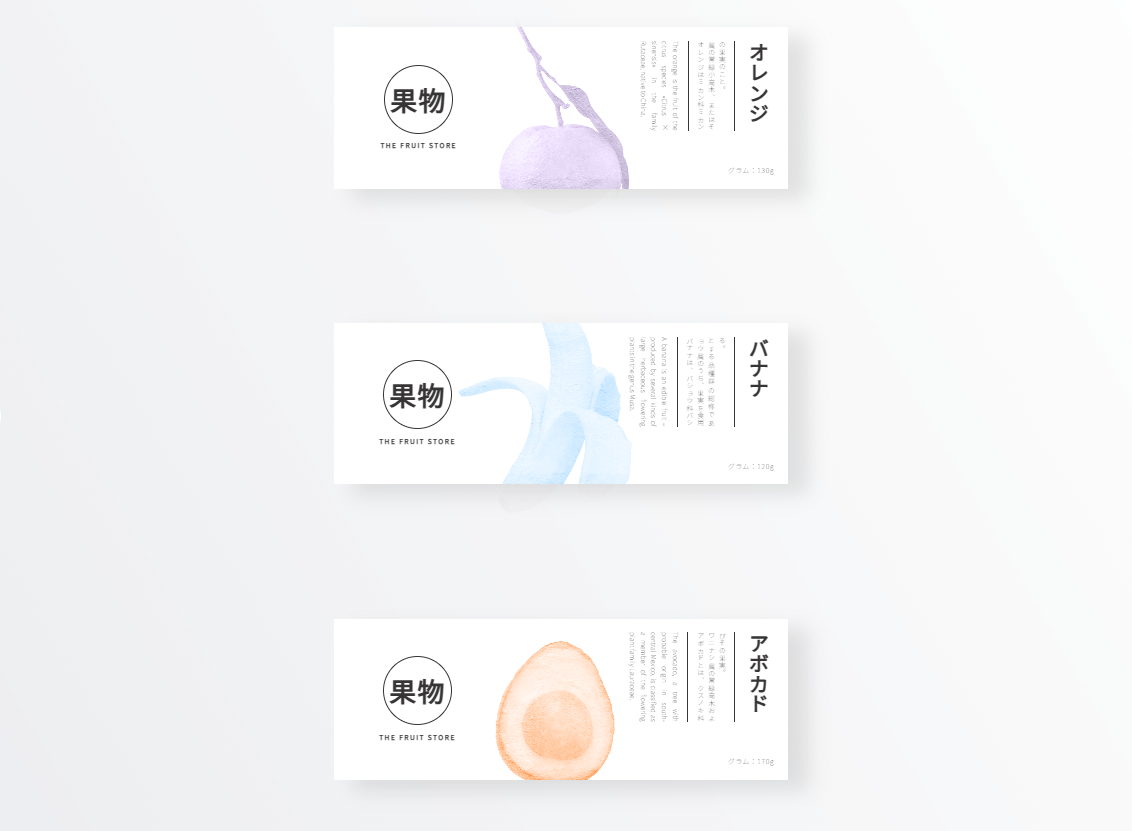 果物
THE FRUIT STORE
オレンジ
オレンジはミカン科ミカン
属の常緑小高木、またはそ
の果実のこと。
The orange is the fruit of the
citrus species «Citrus ×
sinensis» in the family
Rutaceae, native to China.
グラム：130g
果物
THE FRUIT STORE
バナナ
バナナは、バショウ科バシ
ョウ属のうち、果実を食用
とする品種群の総称であ
る。
A banana is an edible fruit –
produced by several kinds of
large herbaceous flowering
plants in the genus Musa.
グラム：120g
果物
THE FRUIT STORE
アボカド
アボカドとは、クスノキ科
ワニナシ属の常緑高木およ
びその果実。
The avocado, a tree with
probable origin in south-
central Mexico, is classified as
a member of the flowering
plant family Lauraceae.
グラム：170g